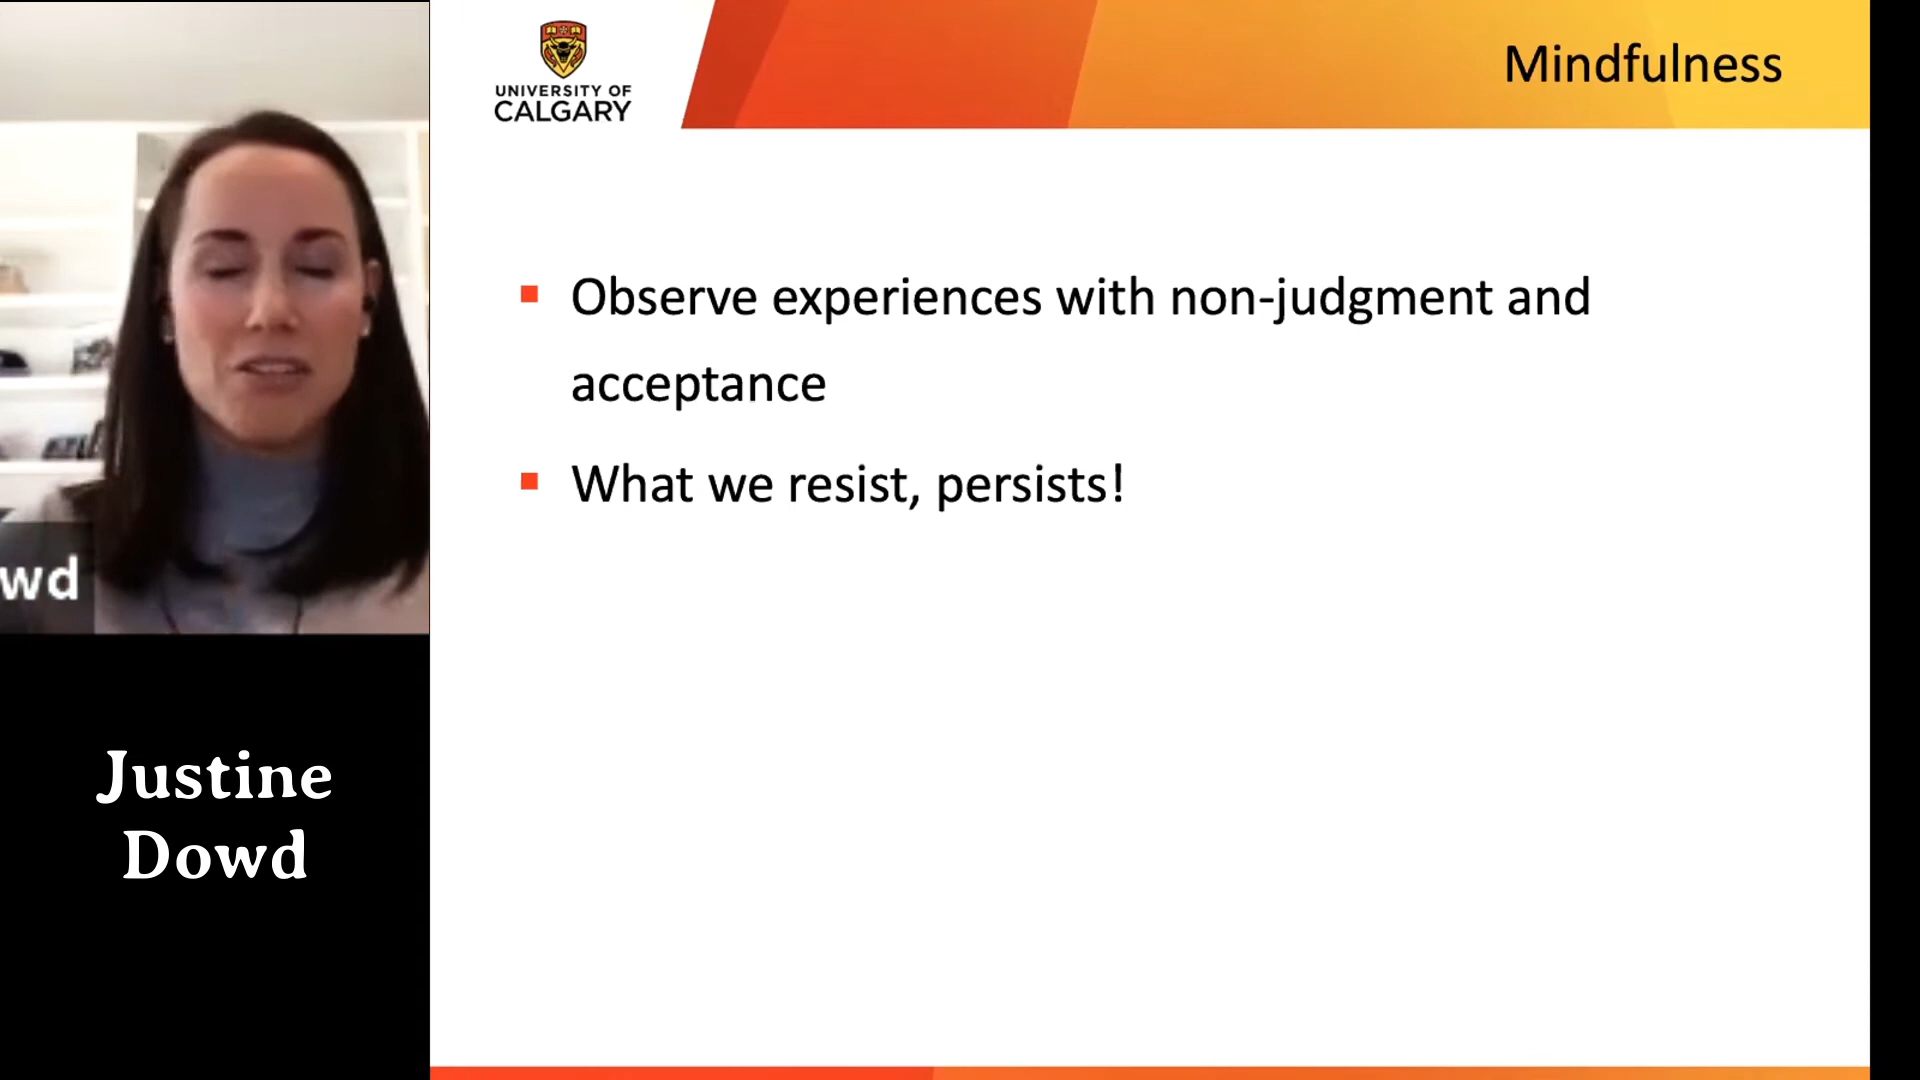 UNIVERSITY OF
CALGARY
Mindfulness
Observe experiences with non-judgment and
acceptance
What we resist, persists!
wd
Justine
Dowd